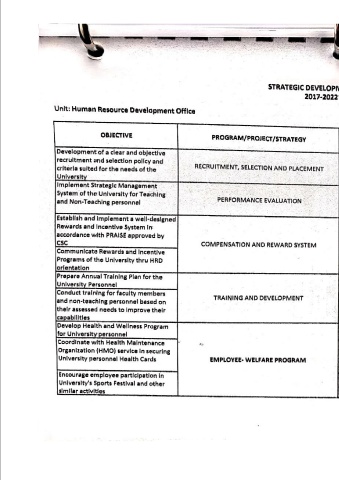 STRATEGIC DEVELOPM
2017-2022
Unit: Human Resource Development Office
OBJECTIVE
PROGRAM/PROJECT/STRATEGY
Development of a clear and objective
recruitment and selection policy and
criteria suited for the needs of the
University
RECRUITMENT, SELECTION AND PLACEMENT
Implement Strategic Management
System of the University for Teaching
and Non-Teaching personnel
PERFORMANCE EVALUATION
Establish and implement a well-designed
Rewards and Incentive System in
accordance with PRAISE approved by
CSC
COMPENSATION AND REWARD SYSTEM
Communicate Rewards and Incentive
Programs of the University thru HRD
orientation
Prepare Annual Training Plan for the
University Personnel
TRAINING AND DEVELOPMENT
Conduct training for faculty members
and non-teaching personnel based on
their assessed needs to improve their
capabilities
Develop Health and Wellness Program
for University personnel
Coordinate with Health Maintenance
Organization (HMO) service in securing
University personnel Health Cards
EMPLOYEE- WELFARE PROGRAM
Encourage employee participation in
University's Sports Festival and other
similar activities